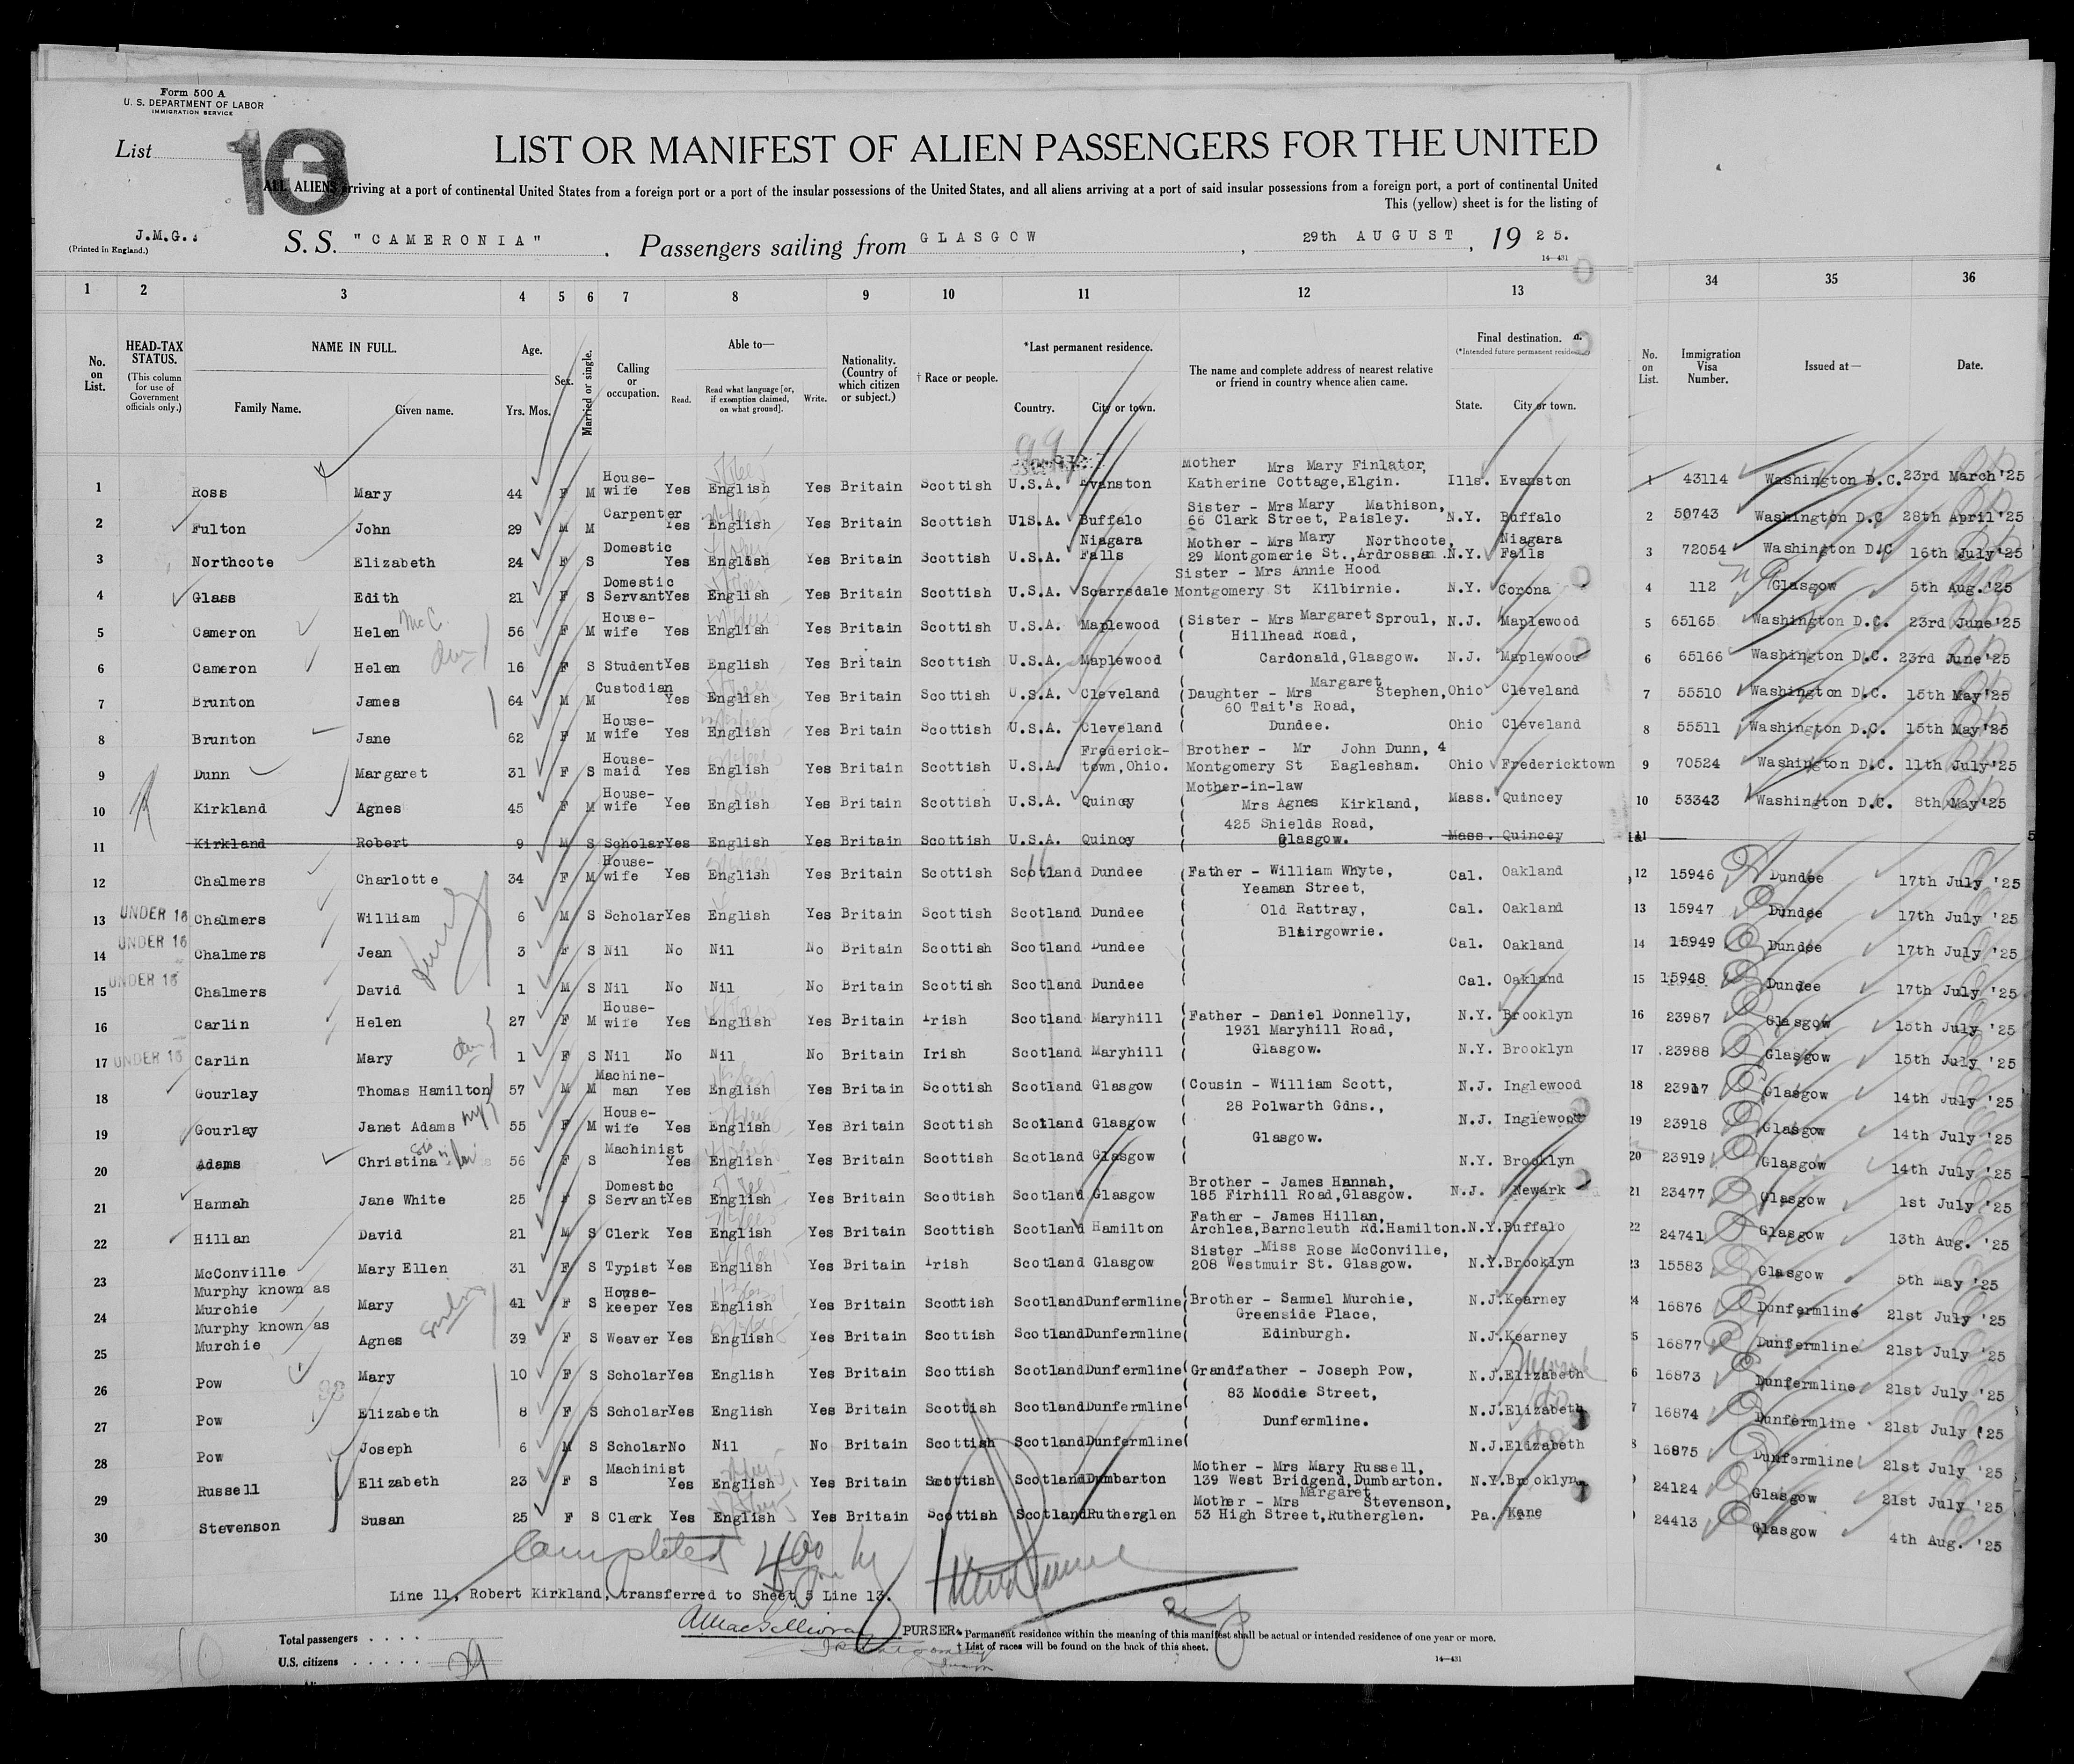 Form 500 A
U. S. DEPARTMENT OF LABOR
IMMIGRATION SERVICE
List
LIST OR MANIFEST OF ALIEN PASSENGERS FOR THE UNITED
ALL ALIENS arriving at a port of continental United States from a foreign port or a port of the insular possessions of the United States, and all aliens arriving at a port of said insular possessions from a foreign port, a port of continental United
This (yellow) sheet is for the listing of
J.M.G.
(Printed in England.)
S. S. "CAMERONIA" . Passengers sailing from GLASGOW , 29th AUGUST , 19 25.
14—431
1 2 3 4 5 6 7 8 9 10 11 12 13 34 35 36
No. on List. HEAD-TAX STATUS. (This column for use of Government officials only.) NAME IN FULL. Family Name. Given name. Age. Yrs. Mos. Sex. Married or single. Calling or occupation. Able to— Read. Read what language [or, if exemption claimed, on what ground]. Write. Nationality. (Country of which citizen or subject.) † Race or people. *Last permanent residence. Country. City or town. The name and complete address of nearest relative or friend in country whence alien came. Final destination. (*Intended future permanent residence) State. City or town. No. on List. Immigration Visa Number. Issued at— Date.
1 Ross Mary 44 F M House-wife Yes English Yes Britain Scottish U.S.A. Evanston Mother Mrs Mary Finlator, Katherine Cottage,Elgin. Ills. Evanston 1 43114 Washington D.C. 23rd March '25
2 Fulton John 29 M M Carpenter Yes English Yes Britain Scottish U1S.A. Buffalo Sister - Mrs Mary Mathison, 66 Clark Street, Paisley. N.Y. Buffalo 2 50743 Washington D.C 28th April '25
3 Northcote Elizabeth 24 F S Domestic Yes English Yes Britain Scottish U.S.A. Niagara Falls Mother - Mrs Mary Northcote, 29 Montgomerie St.,Ardrossan. N.Y. Niagara Falls 3 72054 Washington D.C 16th July '25
4 Glass Edith 21 F S Domestic Servant Yes English Yes Britain Scottish U.S.A. Scarrsdale Sister - Mrs Annie Hood Montgomery St Kilbirnie. N.Y. Corona 4 112 Glasgow 5th Aug. '25
5 Cameron Helen McC. 56 F M House-wife Yes English Yes Britain Scottish U.S.A. Maplewood (Sister - Mrs Margaret Sproul, Hillhead Road, N.J. Maplewood 5 65165 Washington D.C. 23rd June '25
6 Cameron Helen 16 F S Student Yes English Yes Britain Scottish U.S.A. Maplewood Cardonald,Glasgow. N.J. Maplewood 6 65166 Washington D.C. 23rd June '25
7 Brunton James 64 M M Custodian Yes English Yes Britain Scottish U.S.A. Cleveland (Daughter - Mrs Margaret Stephen, 60 Tait's Road, Ohio Cleveland 7 55510 Washington D.C. 15th May '25
8 Brunton Jane 62 F M House-wife Yes English Yes Britain Scottish U.S.A. Cleveland Dundee. Ohio Cleveland 8 55511 Washington D.C. 15th May '25
9 Dunn Margaret 31 F S House-maid Yes English Yes Britain Scottish U.S.A. Frederick-town,Ohio. Brother - Mr John Dunn, 4 Montgomery St Eaglesham. Ohio Fredericktown 9 70524 Washington D.C. 11th July '25
10 Kirkland Agnes 45 F M House-wife Yes English Yes Britain Scottish U.S.A. Quincy Mother-in-law Mrs Agnes Kirkland, 425 Shields Road, Mass. Quincey 10 53343 Washington D.C. 8th May '25
11 Kirkland Robert 9 M S Scholar Yes English Yes Britain Scottish U.S.A. Quincy Glasgow. Mass. Quincey 11
12 Chalmers Charlotte 34 F M House-wife Yes English Yes Britain Scottish Scotland Dundee (Father - William Whyte, Yeaman Street, Cal. Oakland 12 15946 Dundee 17th July '25
13 UNDER 16 Chalmers William 6 M S Scholar Yes English Yes Britain Scottish Scotland Dundee Old Rattray, Blairgowrie. Cal. Oakland 13 15947 Dundee 17th July '25
14 UNDER 16 Chalmers Jean 3 F S Nil No Nil No Britain Scottish Scotland Dundee Cal. Oakland 14 15949 Dundee 17th July '25
15 UNDER 16 Chalmers David 1 M S Nil No Nil No Britain Scottish Scotland Dundee Cal. Oakland 15 15948 Dundee 17th July '25
16 Carlin Helen 27 F M House-wife Yes English Yes Britain Irish Scotland Maryhill (Father - Daniel Donnelly, 1931 Maryhill Road, N.Y. Brooklyn 16 23987 Glasgow 15th July '25
17 UNDER 16 Carlin Mary 1 F S Nil No Nil No Britain Irish Scotland Maryhill Glasgow. N.Y. Brooklyn 17 23988 Glasgow 15th July '25
18 Gourlay Thomas Hamilton 57 M M Machine-man Yes English Yes Britain Scottish Scotland Glasgow (Cousin - William Scott, 28 Polwarth Gdns., N.J. Inglewood 18 23917 Glasgow 14th July '25
19 Gourlay Janet Adams 55 F M House-wife Yes English Yes Britain Scottish Scotland Glasgow Glasgow. N.J. Inglewood 19 23918 Glasgow 14th July '25
20 Adams Christina 56 F S Machinist Yes English Yes Britain Scottish Scotland Glasgow N.Y. Brooklyn 20 23919 Glasgow 14th July '25
21 Hannah Jane White 25 F S Domestic Servant Yes English Yes Britain Scottish Scotland Glasgow Brother - James Hannah, 185 Firhill Road,Glasgow. N.J. Newark 21 23477 Glasgow 1st July '25
22 Hillan David 21 M S Clerk Yes English Yes Britain Scottish Scotland Hamilton Father - James Hillan, Archlea,Barncleuth Rd.Hamilton. N.Y. Buffalo 22 24741 Glasgow 13th Aug. '25
23 McConville Mary Ellen 31 F S Typist Yes English Yes Britain Irish Scotland Glasgow Sister -Miss Rose McConville, 208 Westmuir St. Glasgow. N.Y. Brooklyn 23 15583 Glasgow 5th May '25
24 Murphy known as Murchie Mary 41 F S House-keeper Yes English Yes Britain Scottish Scotland Dunfermline (Brother - Samuel Murchie, Greenside Place, N.J. Kearney 24 16876 Dunfermline 21st July '25
25 Murphy known as Murchie Agnes 39 F S Weaver Yes English Yes Britain Scottish Scotland Dunfermline Edinburgh. N.J. Kearney 5 16877 Dunfermline 21st July '25
26 Pow Mary 10 F S Scholar Yes English Yes Britain Scottish Scotland Dunfermline (Grandfather - Joseph Pow, 83 Moodie Street, N.J. Elizabeth Newark 6 16873 Dunfermline 21st July '25
27 Pow Elizabeth 8 F S Scholar Yes English Yes Britain Scottish Scotland Dunfermline Dunfermline. N.J. Elizabeth do 7 16874 Dunfermline 21st July '25
28 Pow Joseph 6 M S Scholar No Nil No Britain Scottish Scotland Dunfermline N.J. Elizabeth do 8 16875 Dunfermline 21st July '25
29 Russell Elizabeth 23 F S Machinist Yes English Yes Britain Scottish Scotland Dumbarton Mother - Mrs Mary Russell, 139 West Bridgend,Dumbarton. N.Y. Brooklyn 24124 Glasgow 21st July '25
30 Stevenson Susan 25 F S Clerk Yes English Yes Britain Scottish Scotland Rutherglen Mother - Mrs Margaret Stevenson, 53 High Street,Rutherglen. Pa. Kane 24413 Glasgow 4th Aug. '25
Completed
Line 11, Robert Kirkland, transferred to Sheet 5 Line 13.
PURSER
* Permanent residence within the meaning of this manifest shall be actual or intended residence of one year or more.
† List of races will be found on the back of this sheet.
14—431
Total passengers . . . .
U.S. citizens . . . . . 29